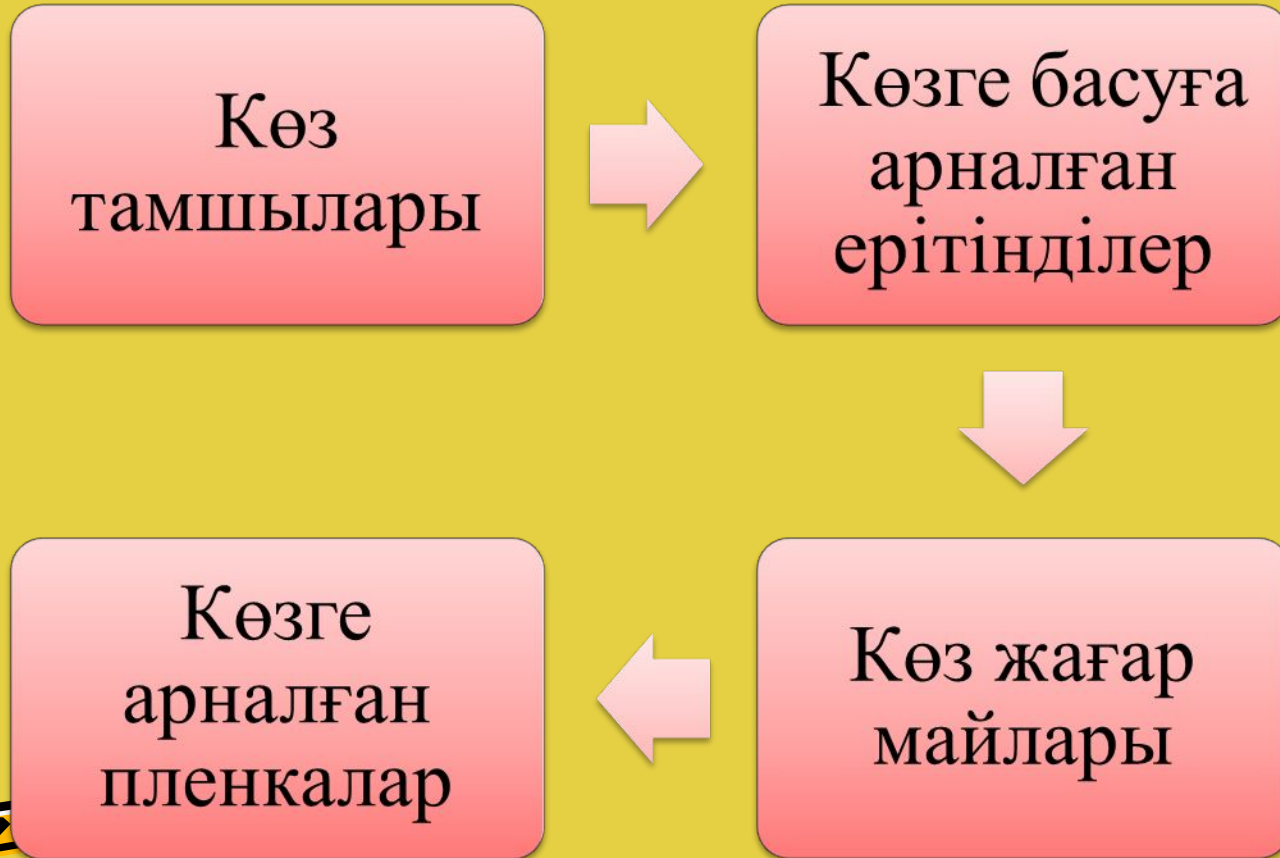 Көз
тамшылары
Көзге басуға
арналған
ерітінділер
Көз жағар
майлары
Көзге
арналған
пленкалар